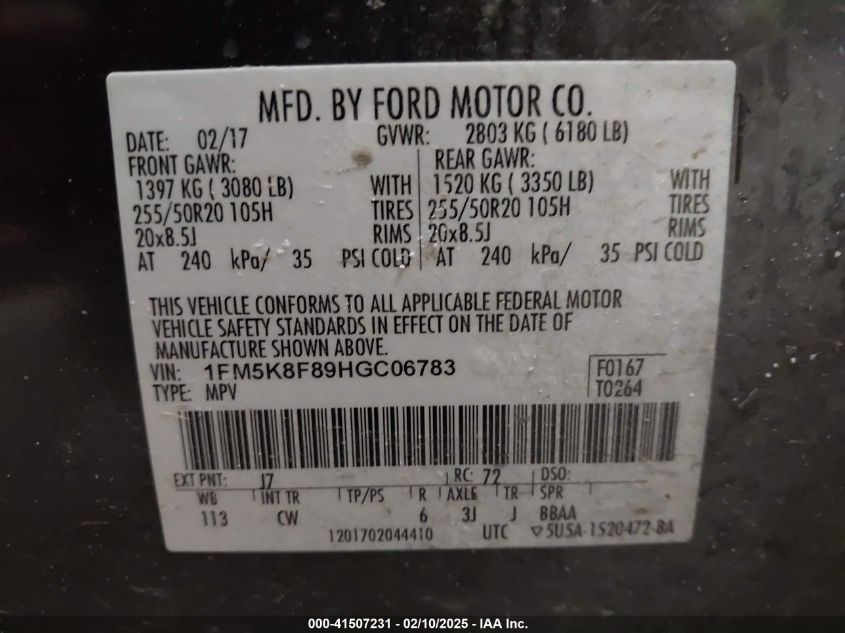 MFD. BY FORD MOTOR CO.
DATE: 02/17 GVWR: 2803 KG ( 6180 LB)
FRONT GAWR: REAR GAWR:
1397 KG ( 3080 LB) WITH 1520 KG ( 3350 LB) WITH
255/50R20 105H TIRES 255/50R20 105H TIRES
20x8.5J RIMS 20x8.5J RIMS
AT 240 kPa/ 35 PSI COLD AT 240 kPa/ 35 PSI COLD
THIS VEHICLE CONFORMS TO ALL APPLICABLE FEDERAL MOTOR
VEHICLE SAFETY STANDARDS IN EFFECT ON THE DATE OF
MANUFACTURE SHOWN ABOVE.
VIN: 1FM5K8F89HGC06783 F0167
TYPE: MPV T0264
EXT PNT: J7 RC: 72 DSO:
WB INT TR TP/PS R AXLE TR SPR
113 CW 6 3J J BBAA
1201702044410 UTC ▽5U5A-1520472-BA
000-41507231 - 02/10/2025 - IAA Inc.